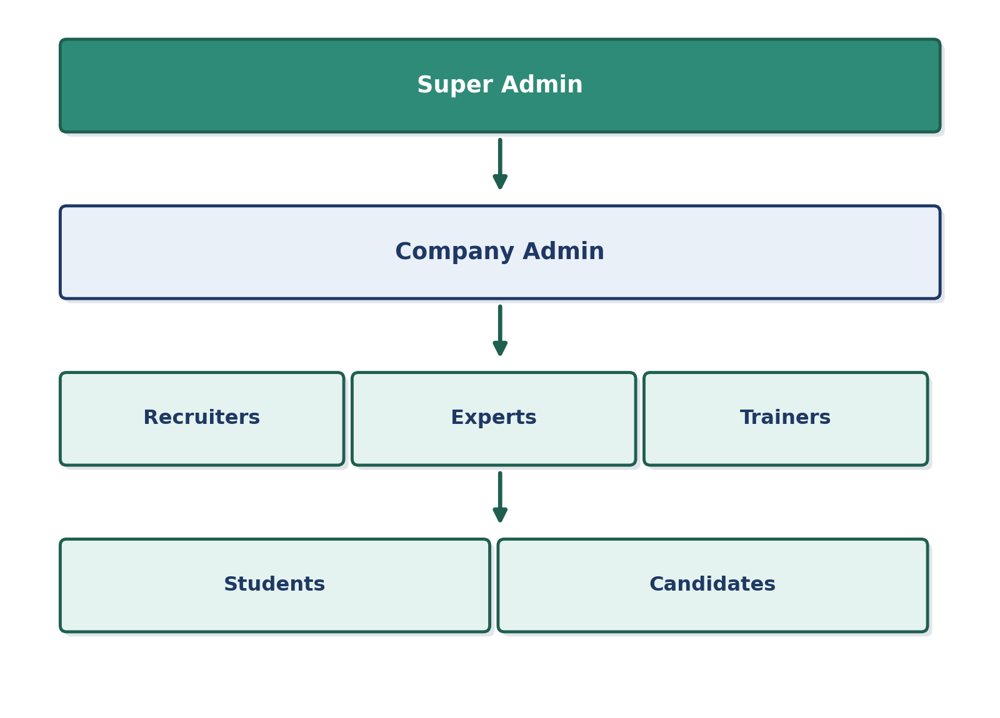 Super Admin
Company Admin
Recruiters
Experts
Trainers
Students
Candidates